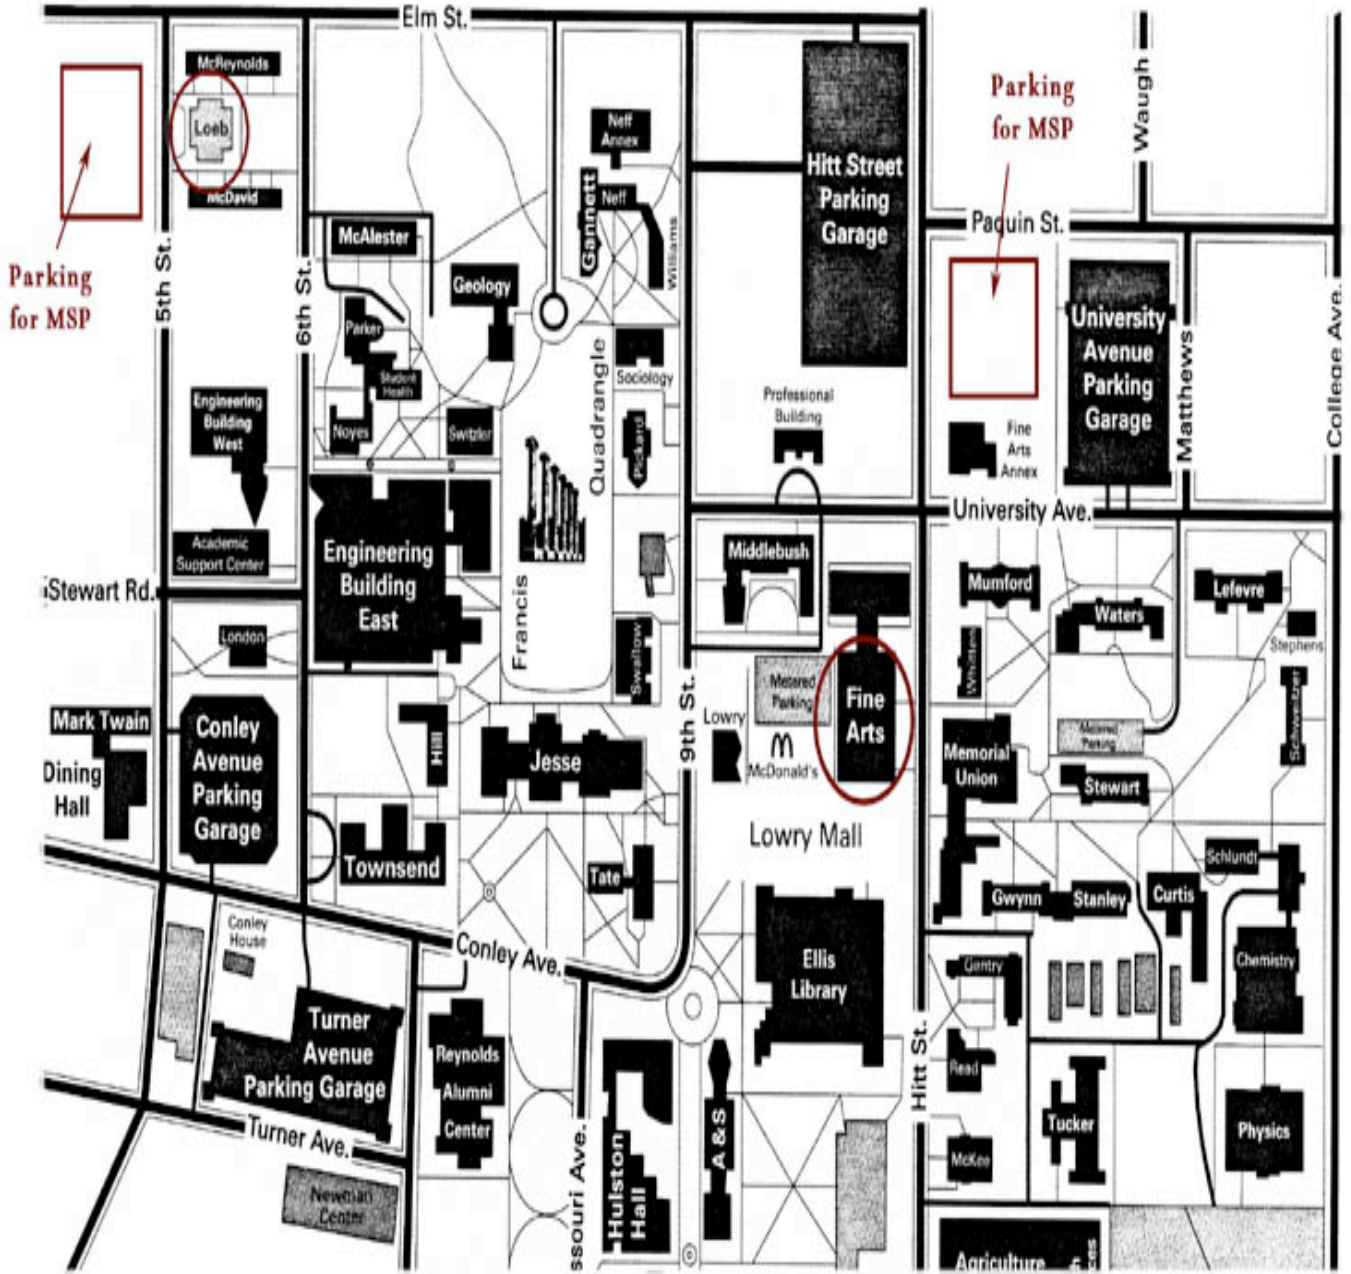 Elm St.
McReynolds
Loeb
McDavid
Parking
for MSP
5th St.
6th St.
McAlester
Geology
Parker
Student
Health
Noyes
Switzler
Neff
Annex
Neff
Gannett
Williams
Sociology
Quadrangle
Pickard
Francis
Swallow
Hitt Street
Parking
Garage
Professional
Building
Parking
for MSP
Waugh
Paquin St.
University
Avenue
Parking
Garage
Matthews
College Ave.
Fine
Arts
Annex
University Ave.
Engineering
Building
West
Academic
Support Center
Stewart Rd.
Engineering
Building
East
London
Mark Twain
Dining
Hall
Conley
Avenue
Parking
Garage
Hill
Jesse
Townsend
Tate
9th St.
Middlebush
Metered
Parking
Fine
Arts
Lowry
McDonald's
Lowry Mall
Mumford
Waters
Lefevre
Stephens
Whitten
Schweitzer
Memorial
Union
Metered
Parking
Stewart
Schlundt
Gwynn
Stanley
Curtis
Chemistry
Conley
House
Conley Ave.
Ellis
Library
Gentry
Turner
Avenue
Parking Garage
Reynolds
Alumni
Center
Turner Ave.
Newman
Center
ssouri Ave.
Hulston
Hall
A&S
Hitt St.
Read
McKee
Tucker
Physics
Agriculture